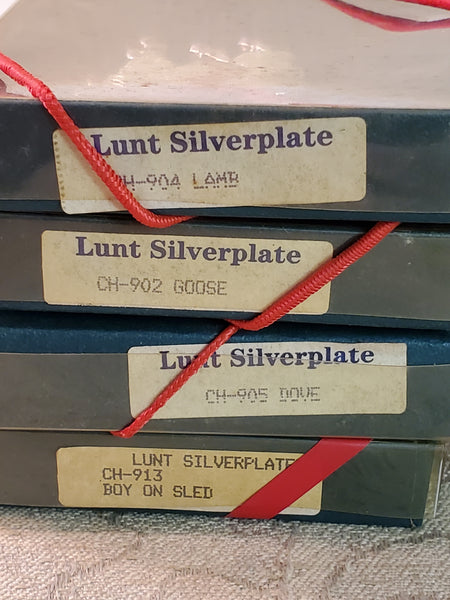 Lunt Silverplate
CH-904 LAMB
Lunt Silverplate
CH-902 GOOSE
Lunt Silverplate
CH-905 DOVE
LUNT SILVERPLATE
CH-913
BOY ON SLED